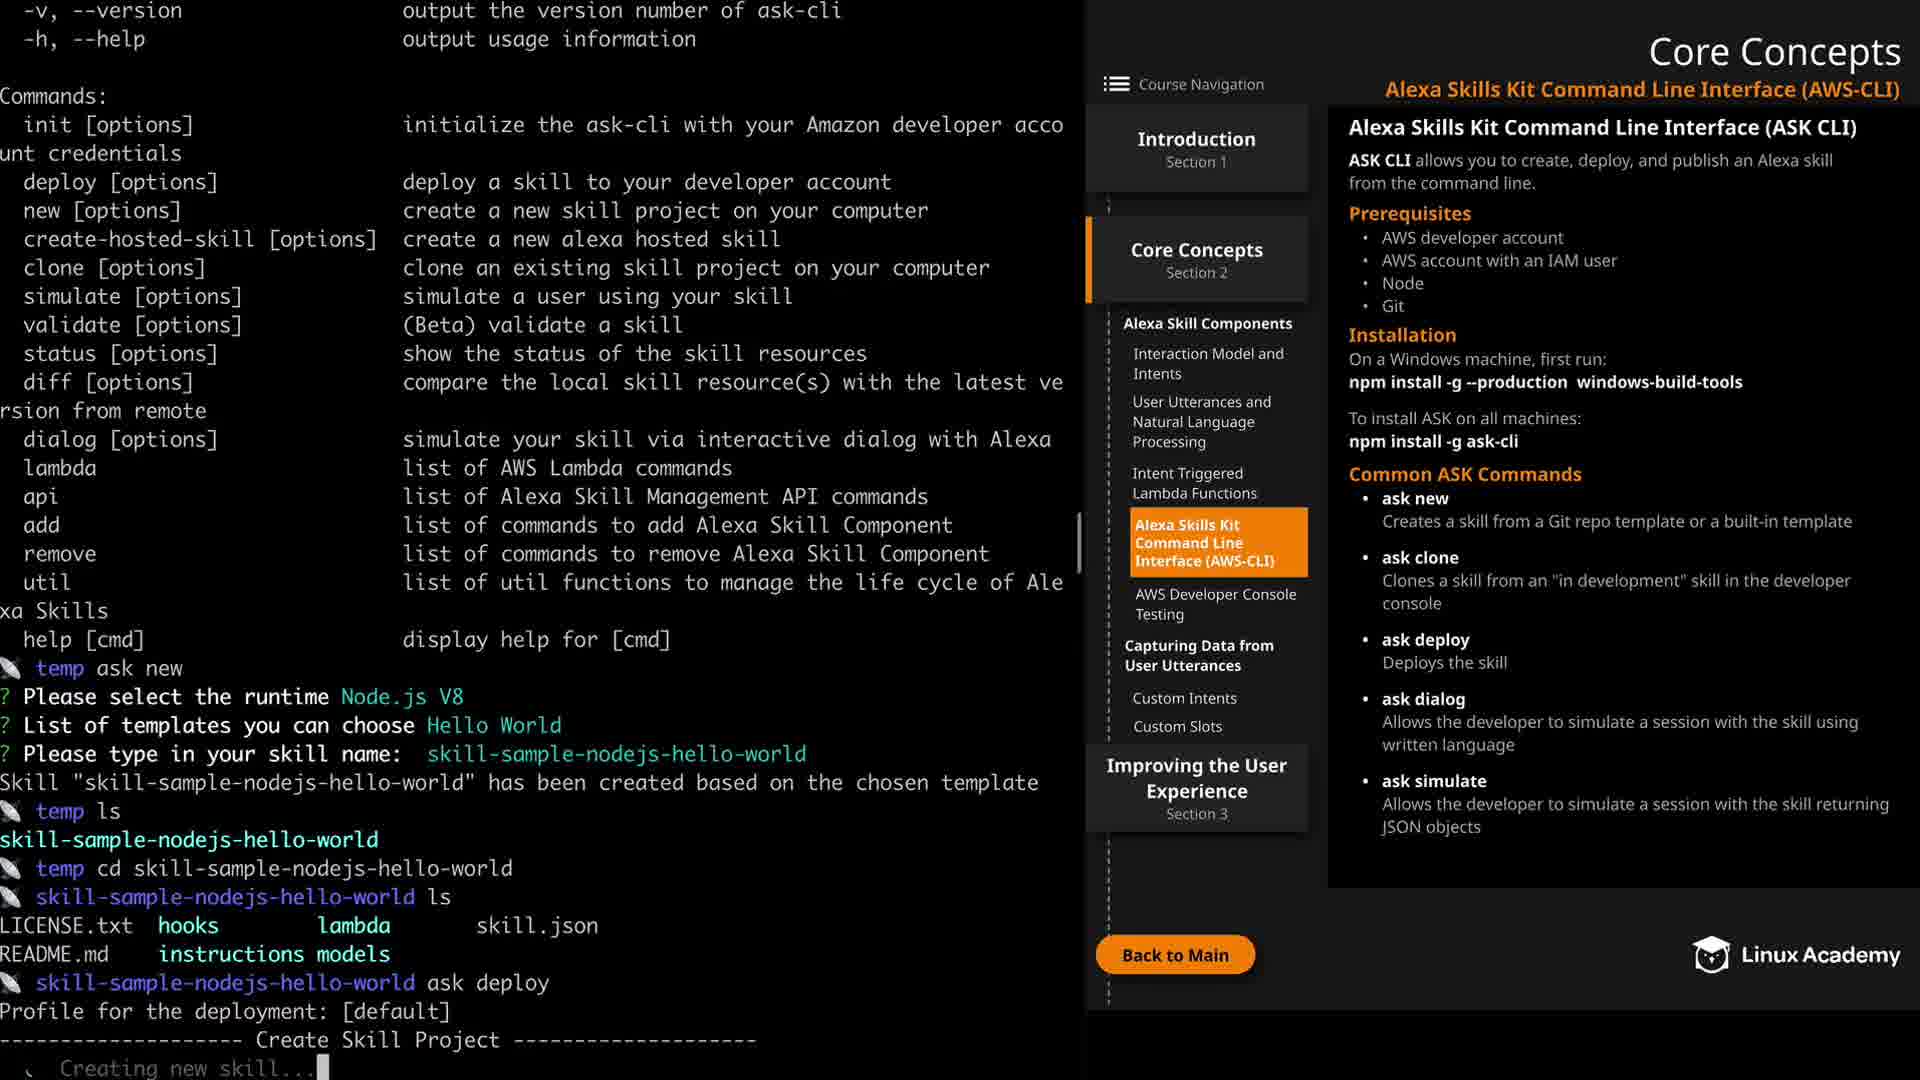 -v, --version output the version number of ask-cli
-h, --help output usage information
Commands:
init [options] initialize the ask-cli with your Amazon developer acco
unt credentials
deploy [options] deploy a skill to your developer account
new [options] create a new skill project on your computer
create-hosted-skill [options] create a new alexa hosted skill
clone [options] clone an existing skill project on your computer
simulate [options] simulate a user using your skill
validate [options] (Beta) validate a skill
status [options] show the status of the skill resources
diff [options] compare the local skill resource(s) with the latest ve
rsion from remote
dialog [options] simulate your skill via interactive dialog with Alexa
lambda list of AWS Lambda commands
api list of Alexa Skill Management API commands
add list of commands to add Alexa Skill Component
remove list of commands to remove Alexa Skill Component
util list of util functions to manage the life cycle of Ale
xa Skills
help [cmd] display help for [cmd]
temp ask new
? Please select the runtime Node.js V8
? List of templates you can choose Hello World
? Please type in your skill name: skill-sample-nodejs-hello-world
Skill "skill-sample-nodejs-hello-world" has been created based on the chosen template
temp ls
skill-sample-nodejs-hello-world
temp cd skill-sample-nodejs-hello-world
skill-sample-nodejs-hello-world ls
LICENSE.txt hooks lambda skill.json
README.md instructions models
skill-sample-nodejs-hello-world ask deploy
Profile for the deployment: [default]
-------------------- Create Skill Project --------------------
Creating new skill...
Core Concepts
Alexa Skills Kit Command Line Interface (AWS-CLI)
Course Navigation
Introduction
Section 1
Core Concepts
Section 2
Alexa Skill Components
Interaction Model and
Intents
User Utterances and
Natural Language
Processing
Intent Triggered
Lambda Functions
Alexa Skills Kit
Command Line
Interface (AWS-CLI)
AWS Developer Console
Testing
Capturing Data from
User Utterances
Custom Intents
Custom Slots
Improving the User
Experience
Section 3
Back to Main
Alexa Skills Kit Command Line Interface (ASK CLI)
ASK CLI allows you to create, deploy, and publish an Alexa skill
from the command line.
Prerequisites
• AWS developer account
• AWS account with an IAM user
• Node
• Git
Installation
On a Windows machine, first run:
npm install -g --production windows-build-tools
To install ASK on all machines:
npm install -g ask-cli
Common ASK Commands
• ask new
Creates a skill from a Git repo template or a built-in template
• ask clone
Clones a skill from an "in development" skill in the developer
console
• ask deploy
Deploys the skill
• ask dialog
Allows the developer to simulate a session with the skill using
written language
• ask simulate
Allows the developer to simulate a session with the skill returning
JSON objects
Linux Academy